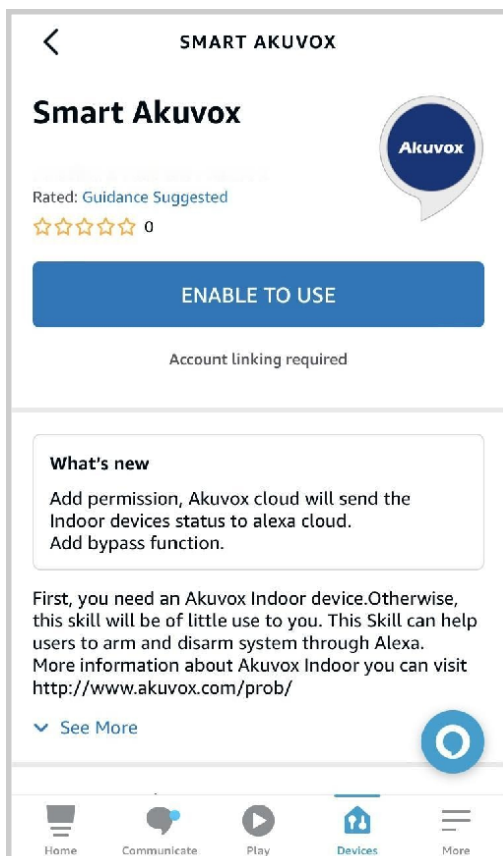 SMART AKUVOX
Smart Akuvox
Akuvox
Rated: Guidance Suggested
0
ENABLE TO USE
Account linking required
What's new
Add permission, Akuvox cloud will send the
Indoor devices status to alexa cloud.
Add bypass function.
First, you need an Akuvox Indoor device.Otherwise,
this skill will be of little use to you. This Skill can help
users to arm and disarm system through Alexa.
More information about Akuvox Indoor you can visit
http://www.akuvox.com/prob/
See More
Home Communicate Play Devices More